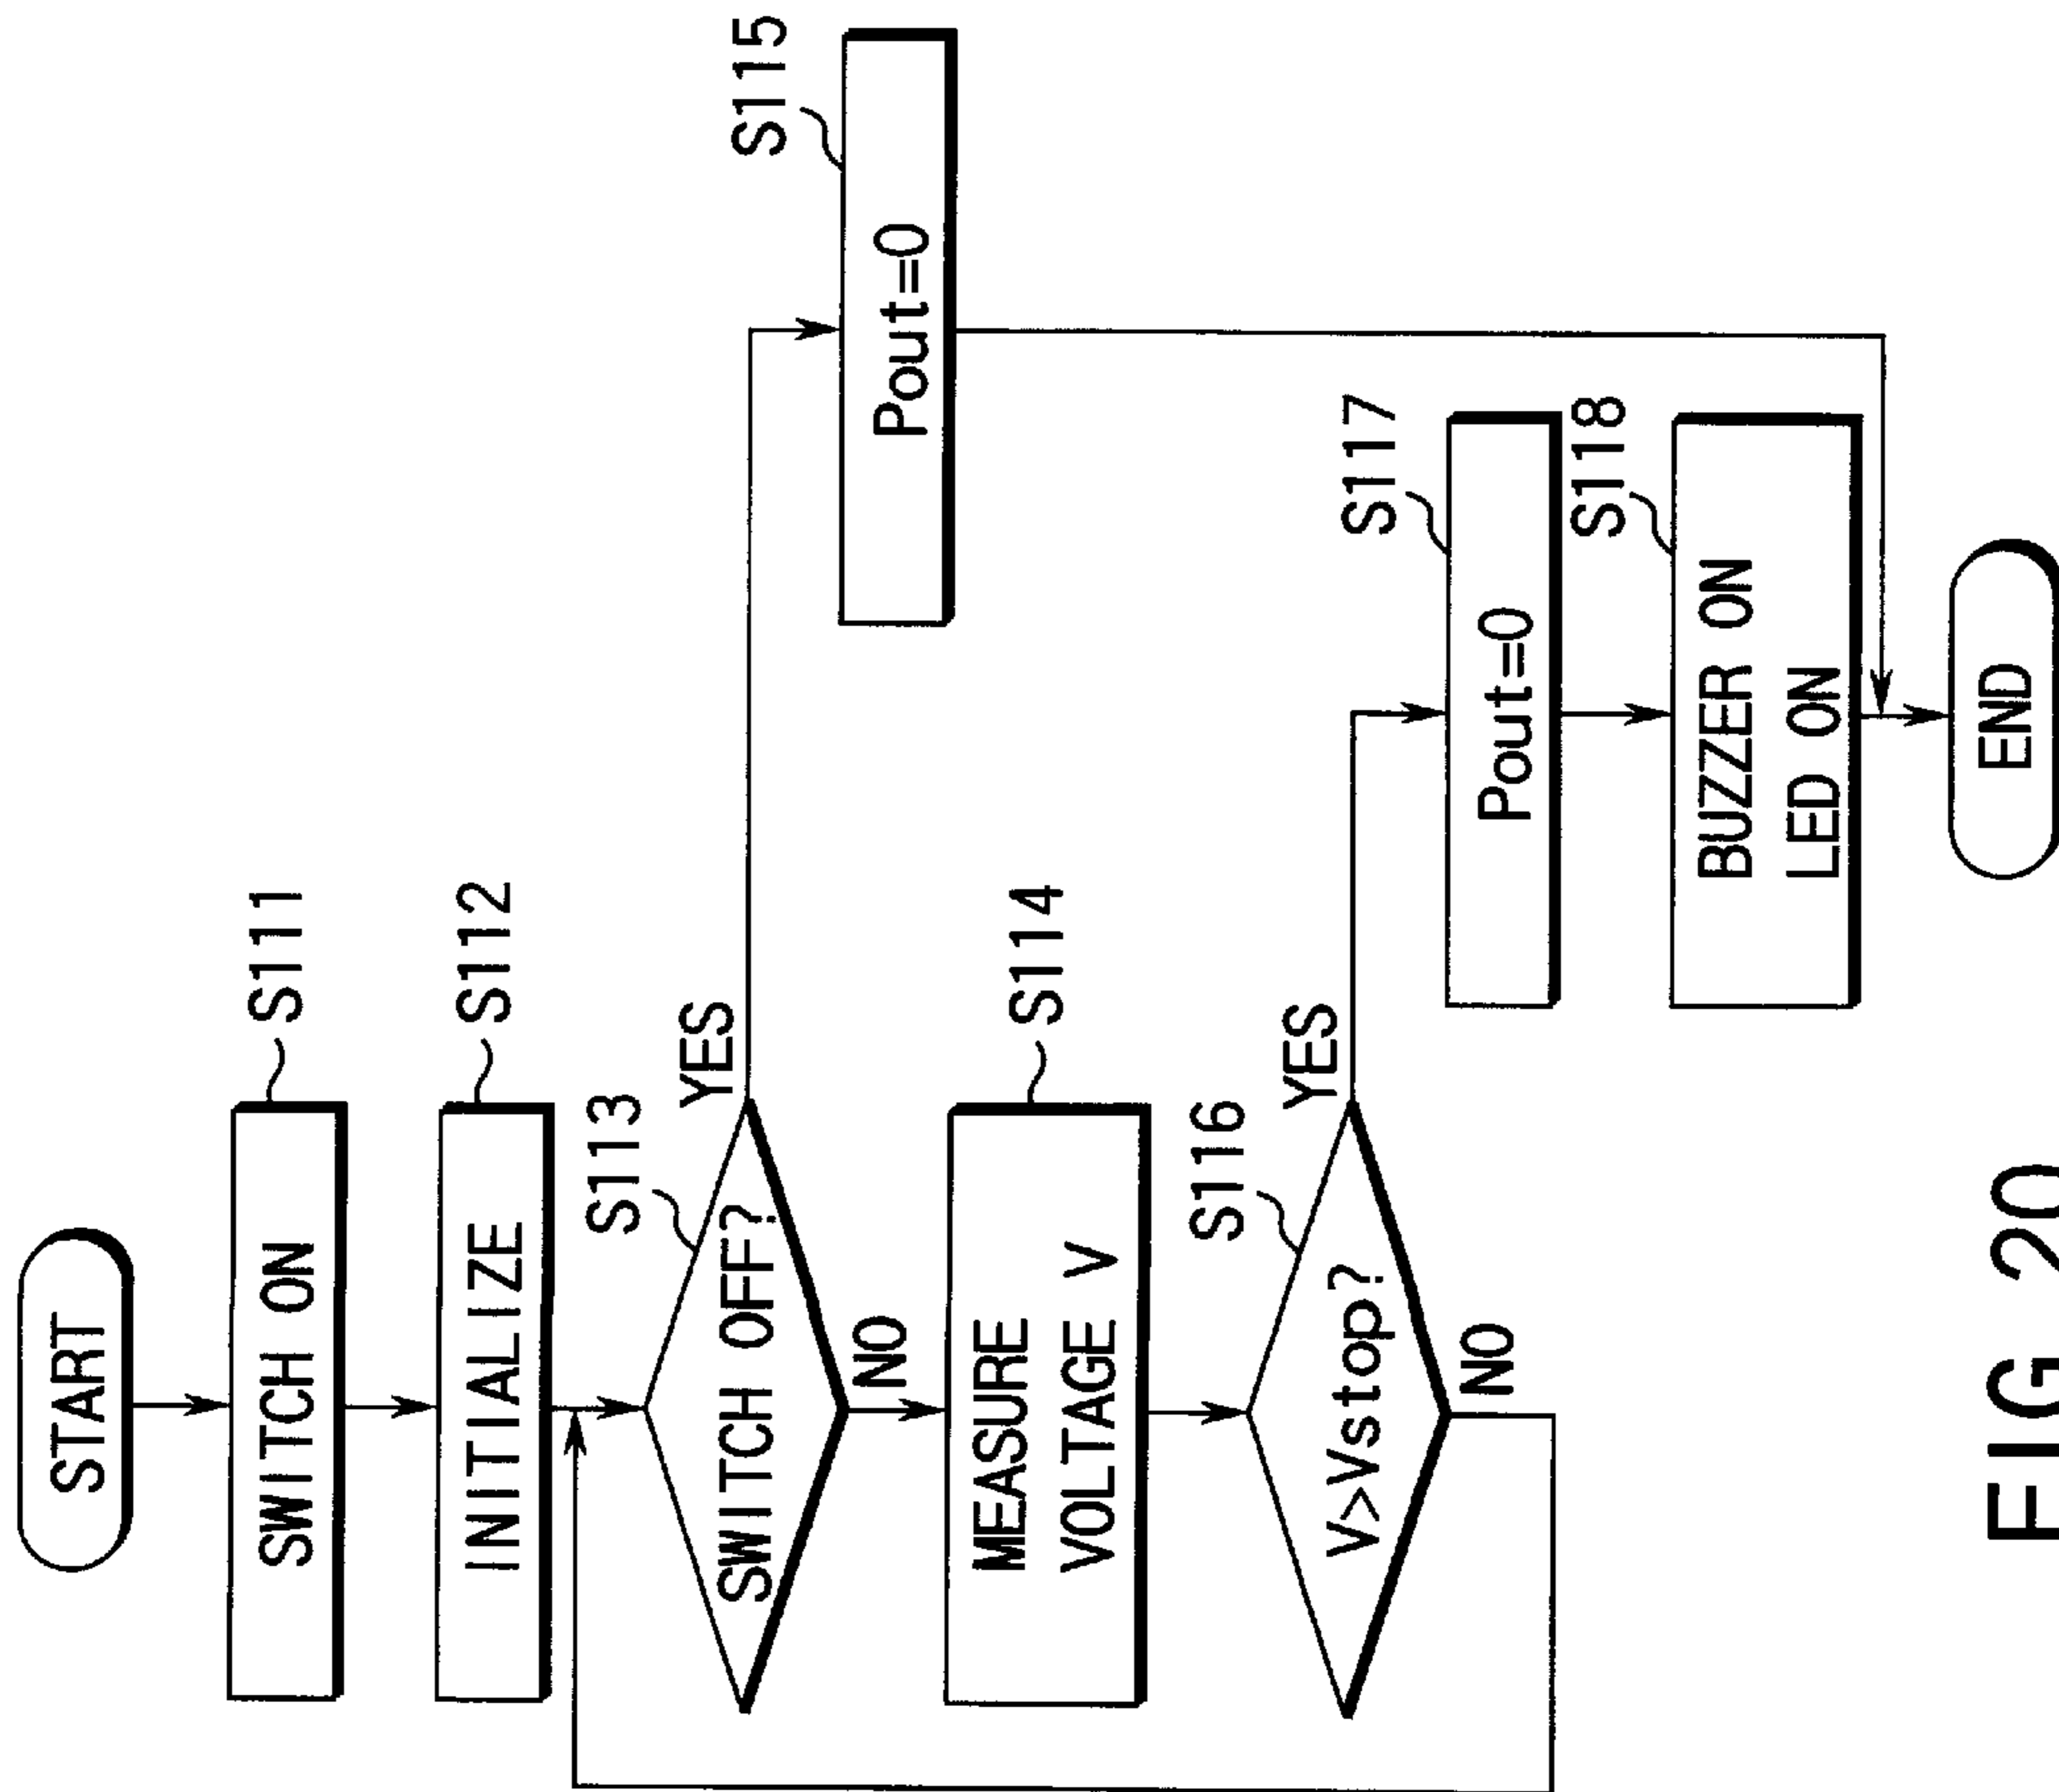 START
S111
SWITCH ON
S112
INITIALIZE
S113
SWITCH OFF?
YES
NO
S115
Pout=0
S114
MEASURE
VOLTAGE V
S116
V>Vstop?
YES
NO
S117
Pout=0
S118
BUZZER ON
LED ON
END
FIG. 20